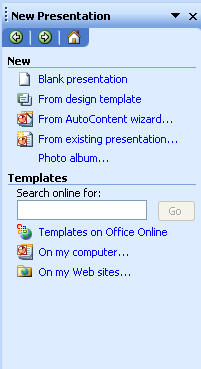 New Presentation
New
Blank presentation
From design template
From AutoContent wizard...
From existing presentation...
Photo album...
Templates
Search online for:
Go
Templates on Office Online
On my computer...
On my Web sites...